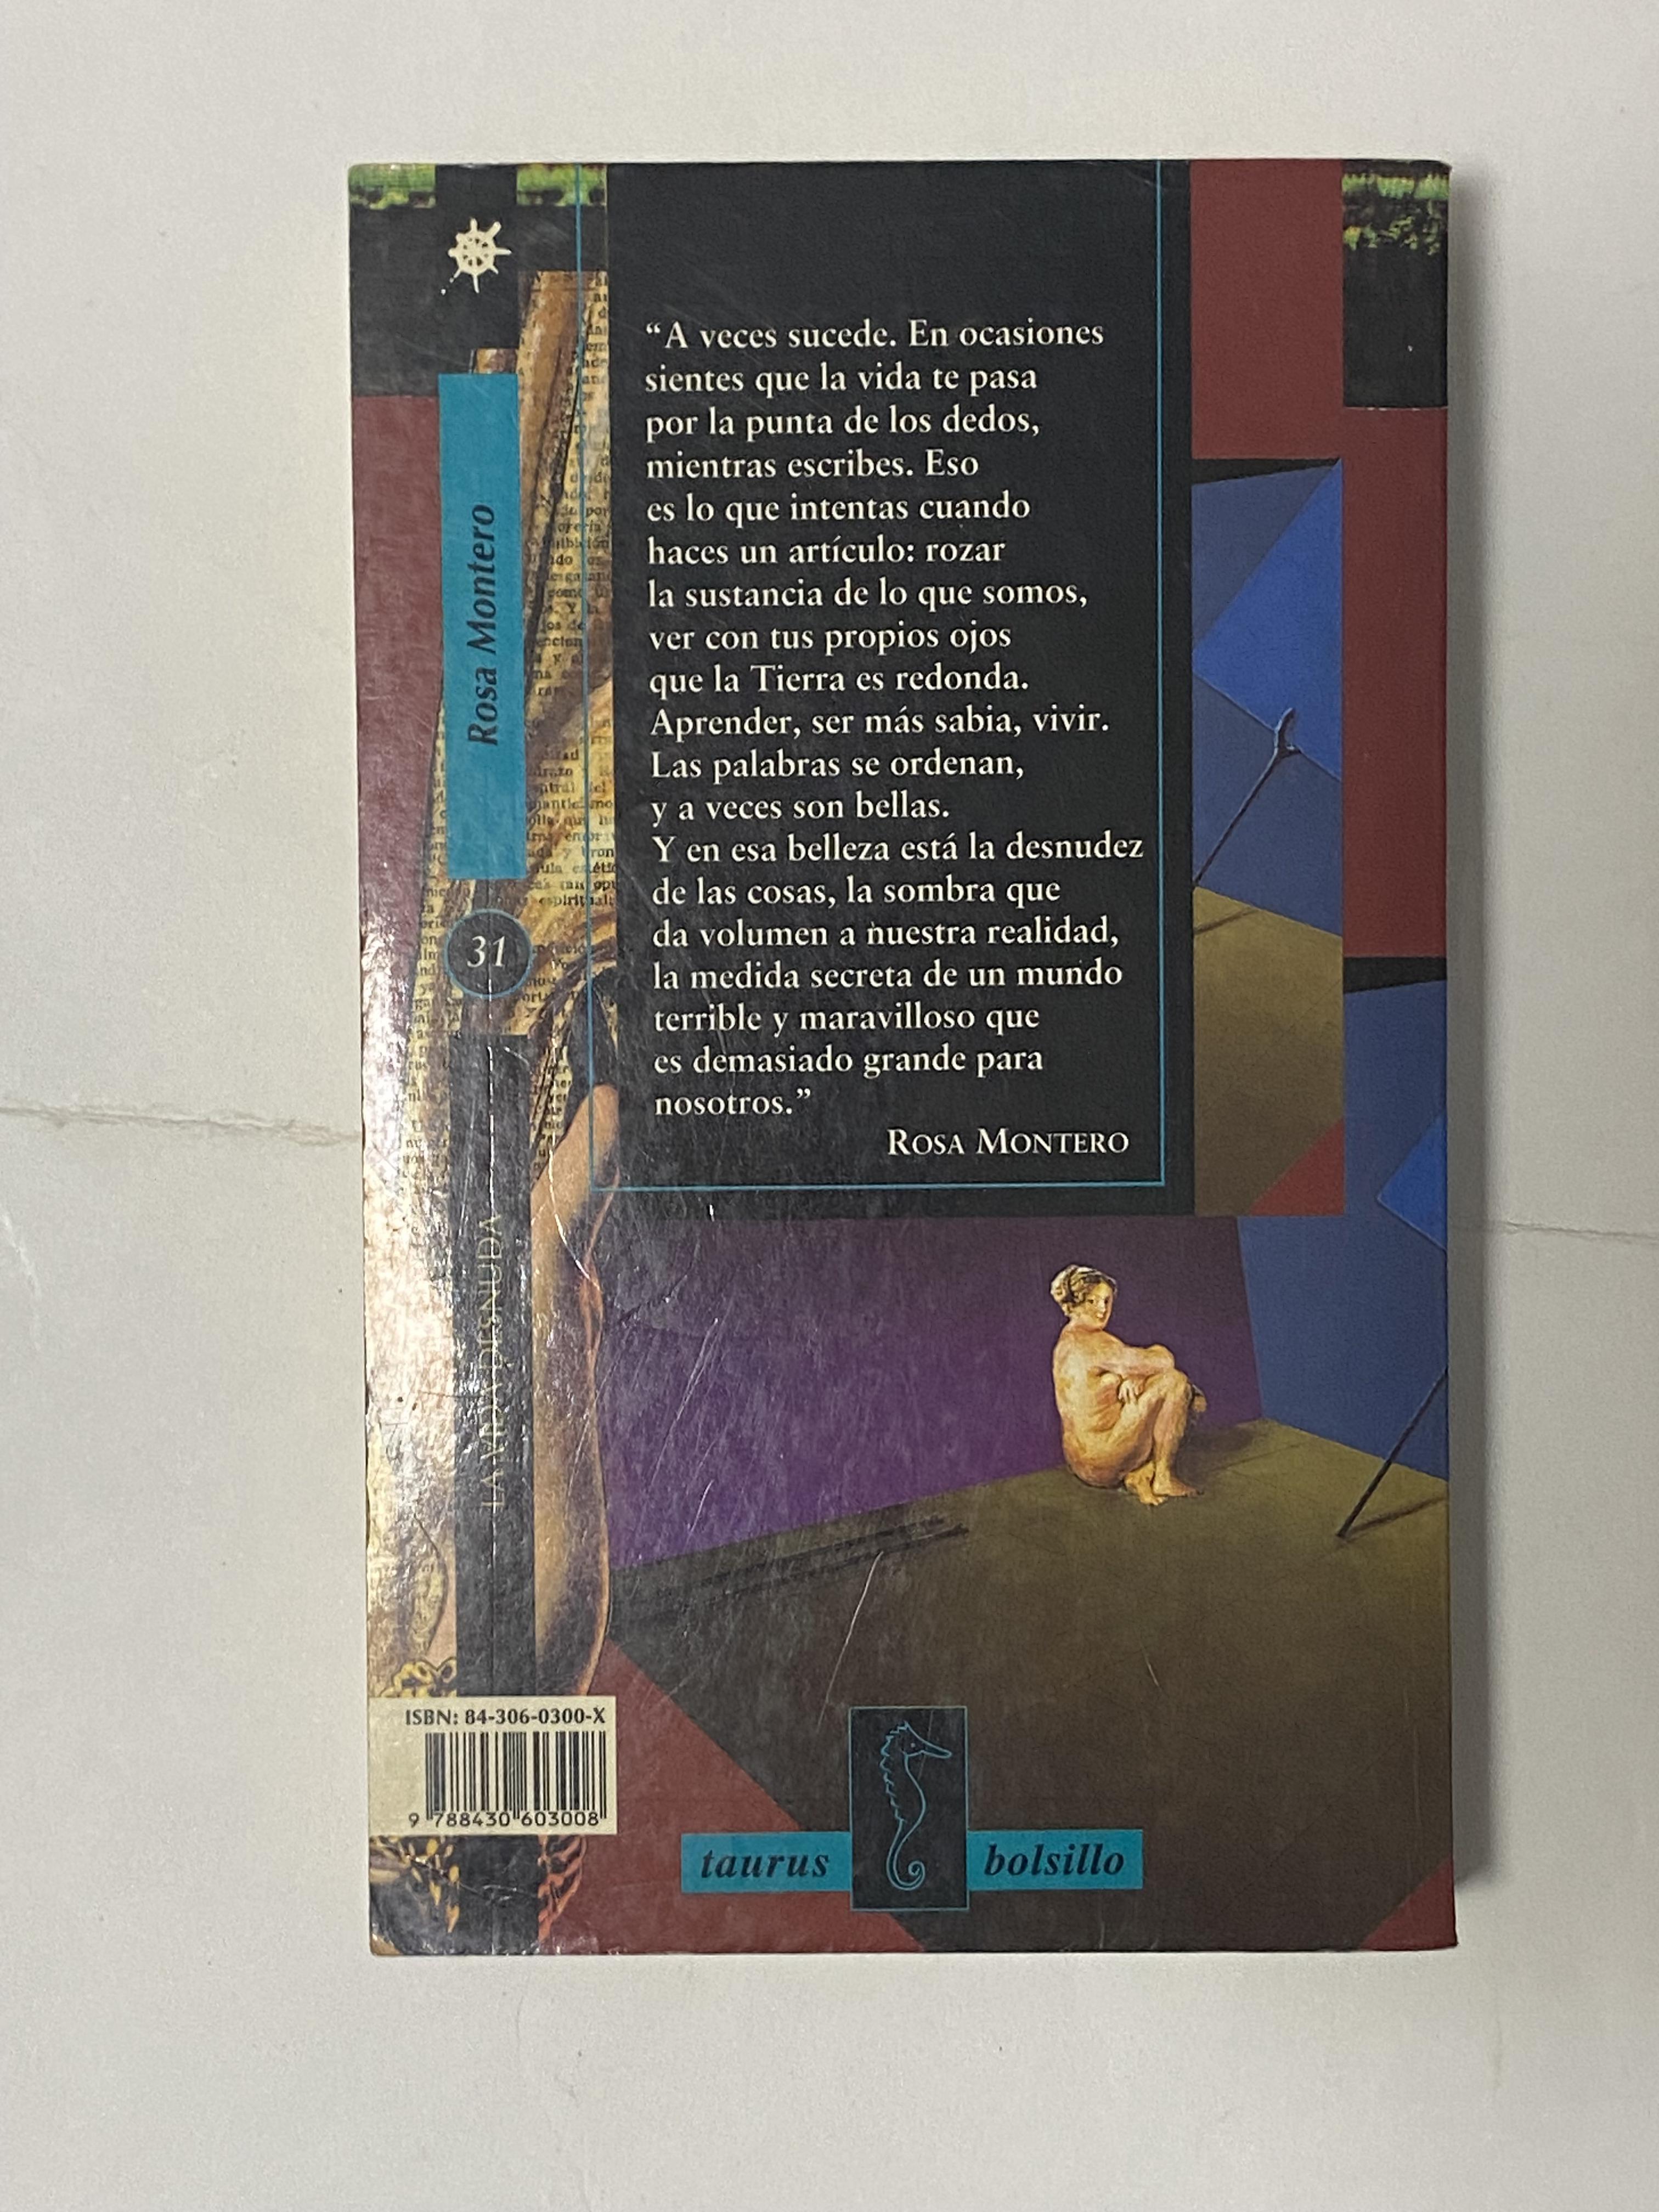 Rosa Montero
31
LA VIDA DESNUDA
“A veces sucede. En ocasiones
sientes que la vida te pasa
por la punta de los dedos,
mientras escribes. Eso
es lo que intentas cuando
haces un artículo: rozar
la sustancia de lo que somos,
ver con tus propios ojos
que la Tierra es redonda.
Aprender, ser más sabia, vivir.
Las palabras se ordenan,
y a veces son bellas.
Y en esa belleza está la desnudez
de las cosas, la sombra que
da volumen a nuestra realidad,
la medida secreta de un mundo
terrible y maravilloso que
es demasiado grande para
nosotros.”
ROSA MONTERO
ISBN: 84-306-0300-X
9 788430 603008
taurus bolsillo